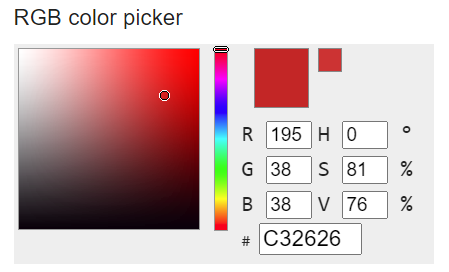 RGB color picker
R 195 H 0 °
G 38 S 81 %
B 38 V 76 %
# C32626